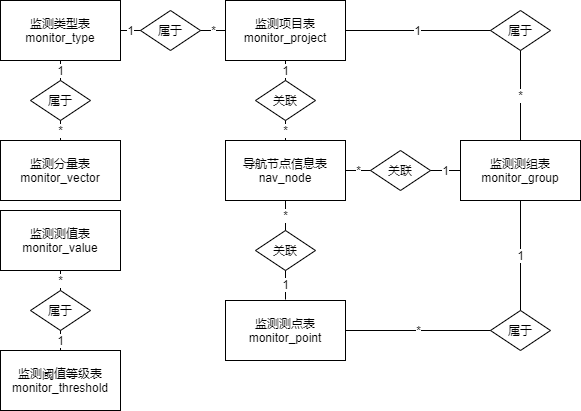 监测类型表
monitor_type
1
属于
*
监测项目表
monitor_project
1
属于
1
属于
*
监测分量表
monitor_vector
1
关联
*
导航节点信息表
nav_node
*
关联
1
*
监测测组表
monitor_group
监测测值表
monitor_value
*
属于
1
监测阈值等级表
monitor_threshold
*
关联
1
监测测点表
monitor_point
*
属于
1